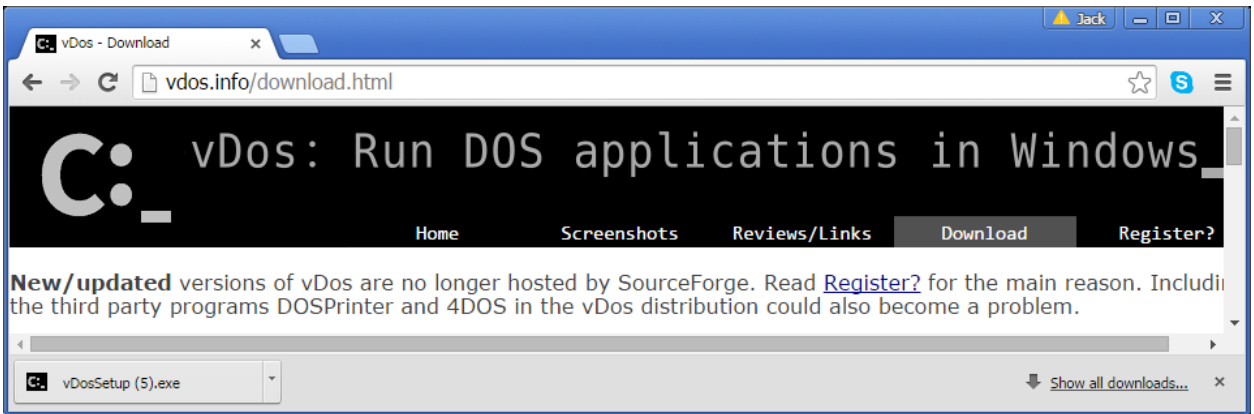 Jack
vDos - Download
vdos.info/download.html
C:_ vDos: Run DOS applications in Windows_
Home Screenshots Reviews/Links Download Register?
New/updated versions of vDos are no longer hosted by SourceForge. Read Register? for the main reason.
the third party programs DOSPrinter and 4DOS in the vDos distribution could also become a problem.
vDosSetup (5).exe
Show all downloads...